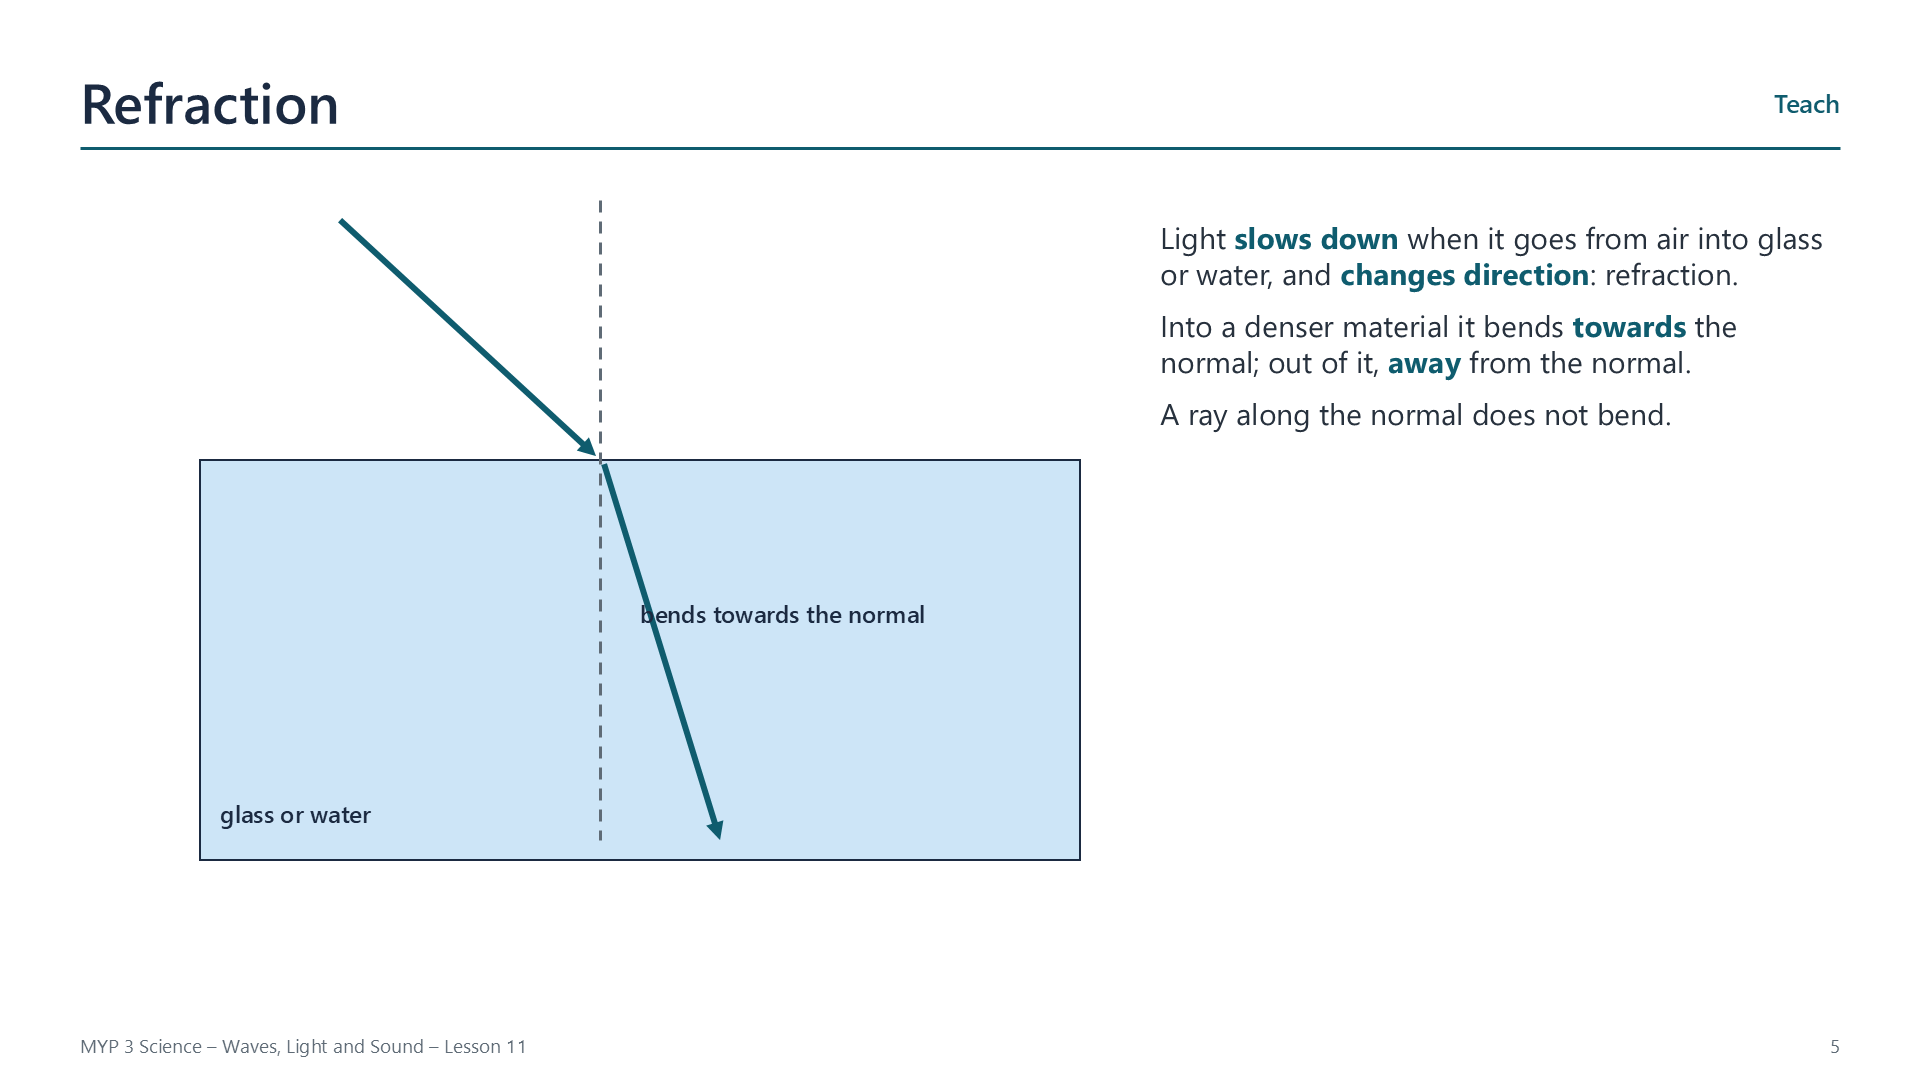 Refraction
Teach
Light slows down when it goes from air into glass
or water, and changes direction: refraction.
Into a denser material it bends towards the
normal; out of it, away from the normal.
A ray along the normal does not bend.
bends towards the normal
glass or water
MYP 3 Science – Waves, Light and Sound – Lesson 11
5